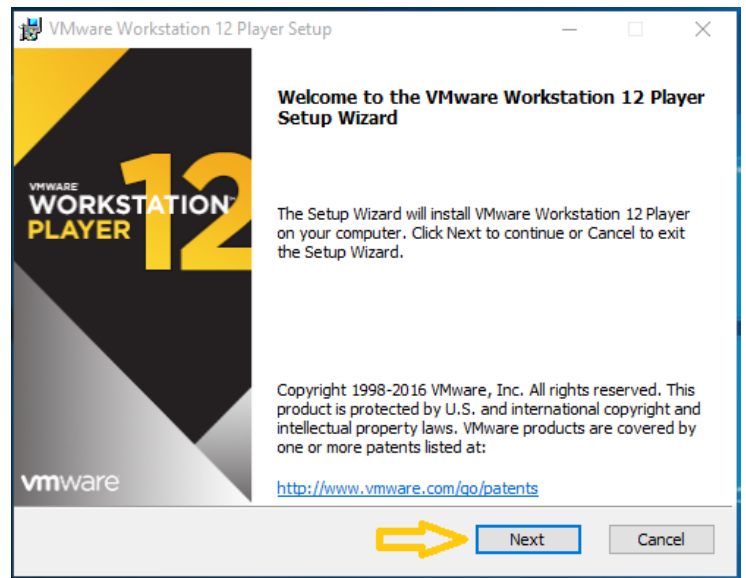 VMware Workstation 12 Player Setup
Welcome to the VMware Workstation 12 Player
Setup Wizard
VMWARE
WORKSTATION™
PLAYER
12
The Setup Wizard will install VMware Workstation 12 Player
on your computer. Click Next to continue or Cancel to exit
the Setup Wizard.
Copyright 1998-2016 VMware, Inc. All rights reserved. This
product is protected by U.S. and international copyright and
intellectual property laws. VMware products are covered by
one or more patents listed at:
vmware
http://www.vmware.com/go/patents
Next
Cancel